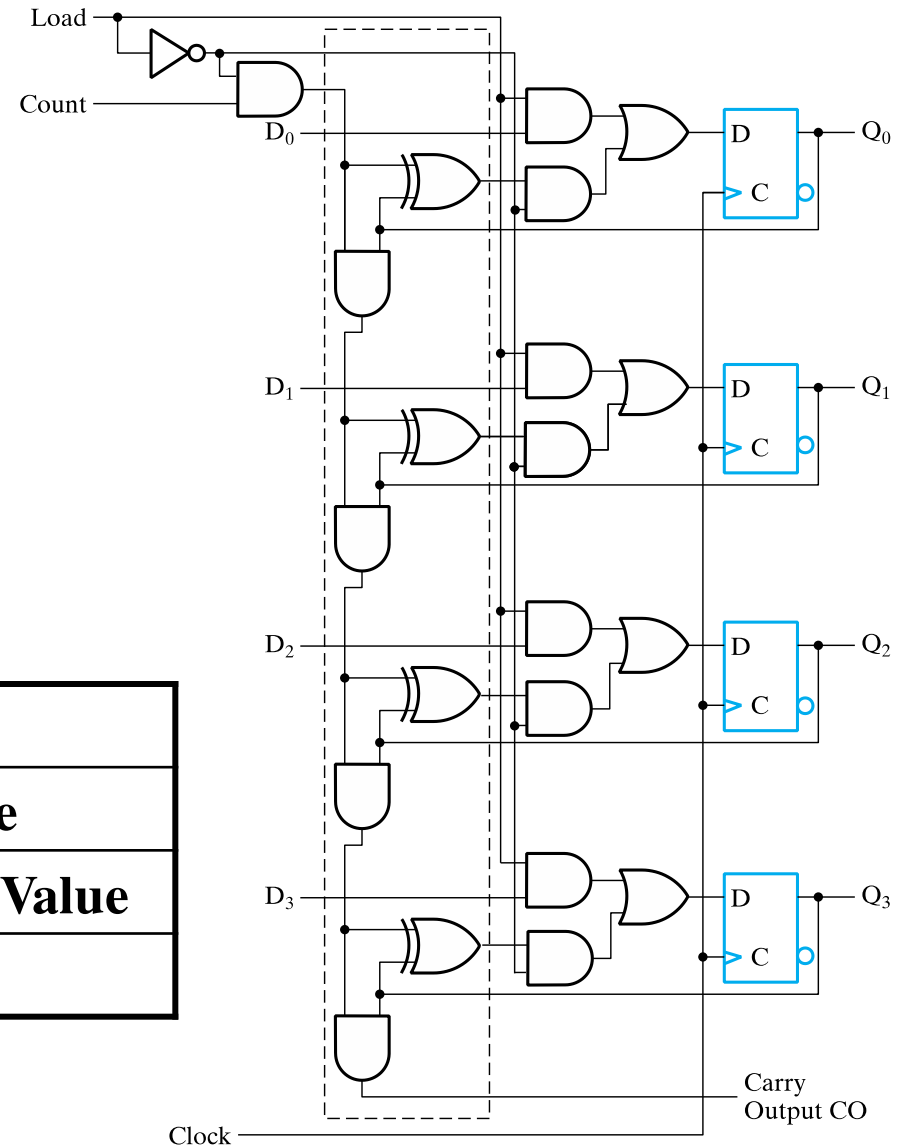 Load
Count
D0
D C
Q0
D1
D C
Q1
D2
D C
Q2
e
Value
D3
D C
Q3
Carry
Output CO
Clock